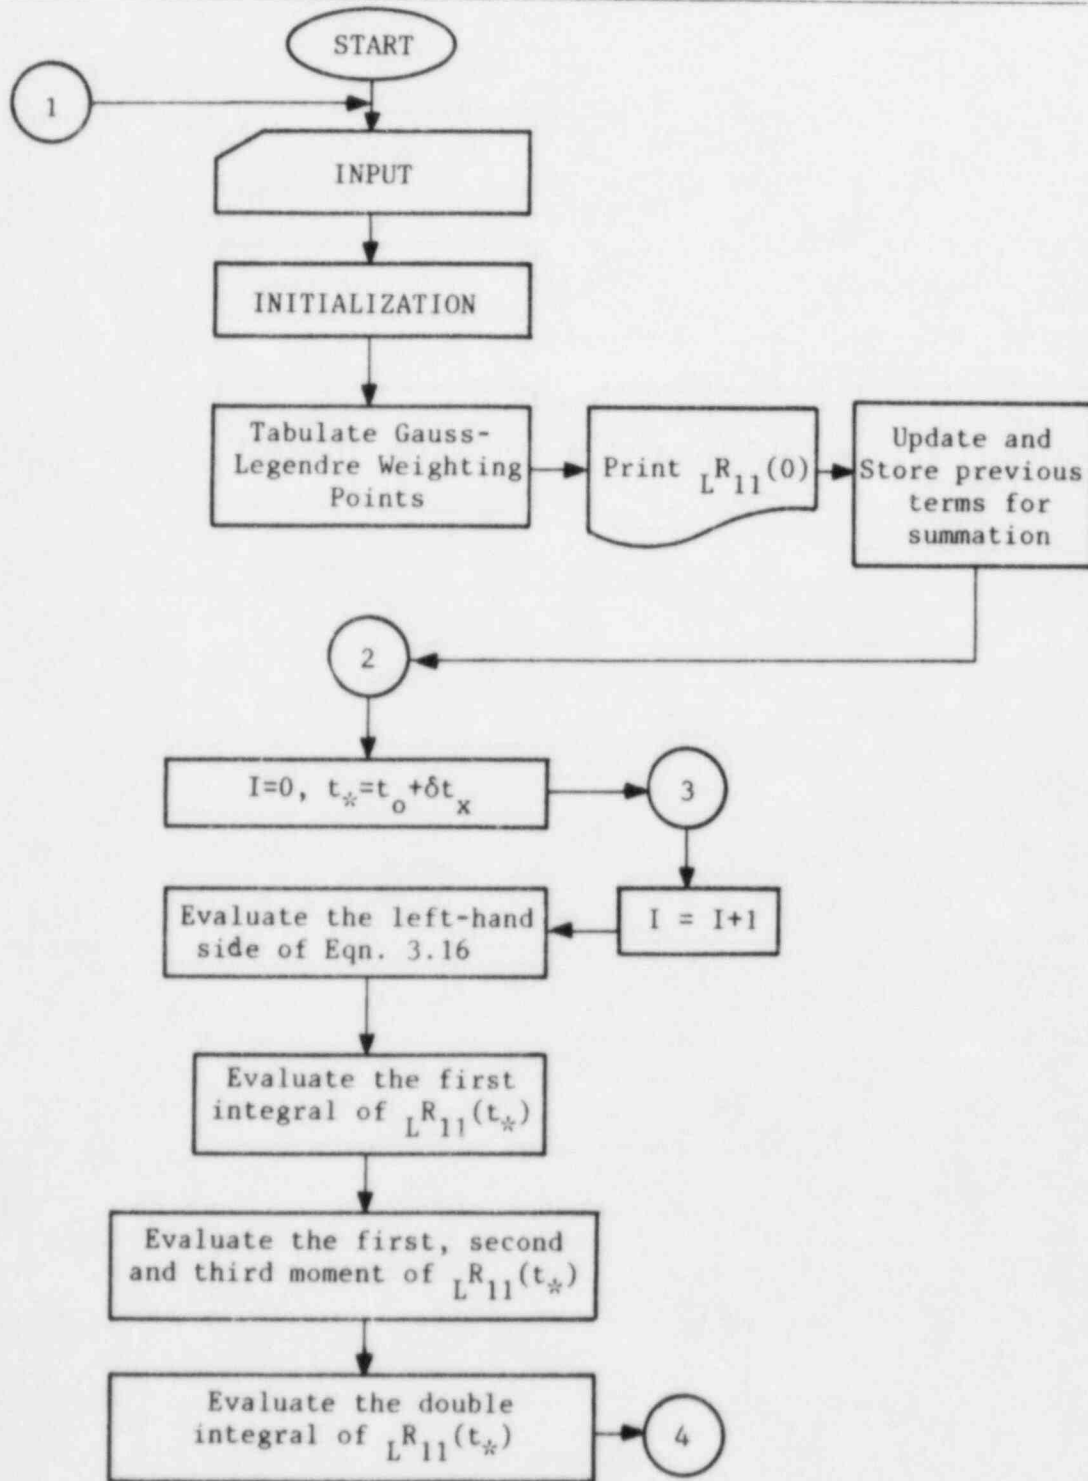 START
1
INPUT
INITIALIZATION
Tabulate Gauss-
Legendre Weighting
Points
Print LR11(0)
Update and
Store previous
terms for
summation
2
I=0, t*=to+δtx
3
I = I+1
Evaluate the left-hand
side of Eqn. 3.16
Evaluate the first
integral of LR11(t*)
Evaluate the first, second
and third moment of LR11(t*)
Evaluate the double
integral of LR11(t*)
4